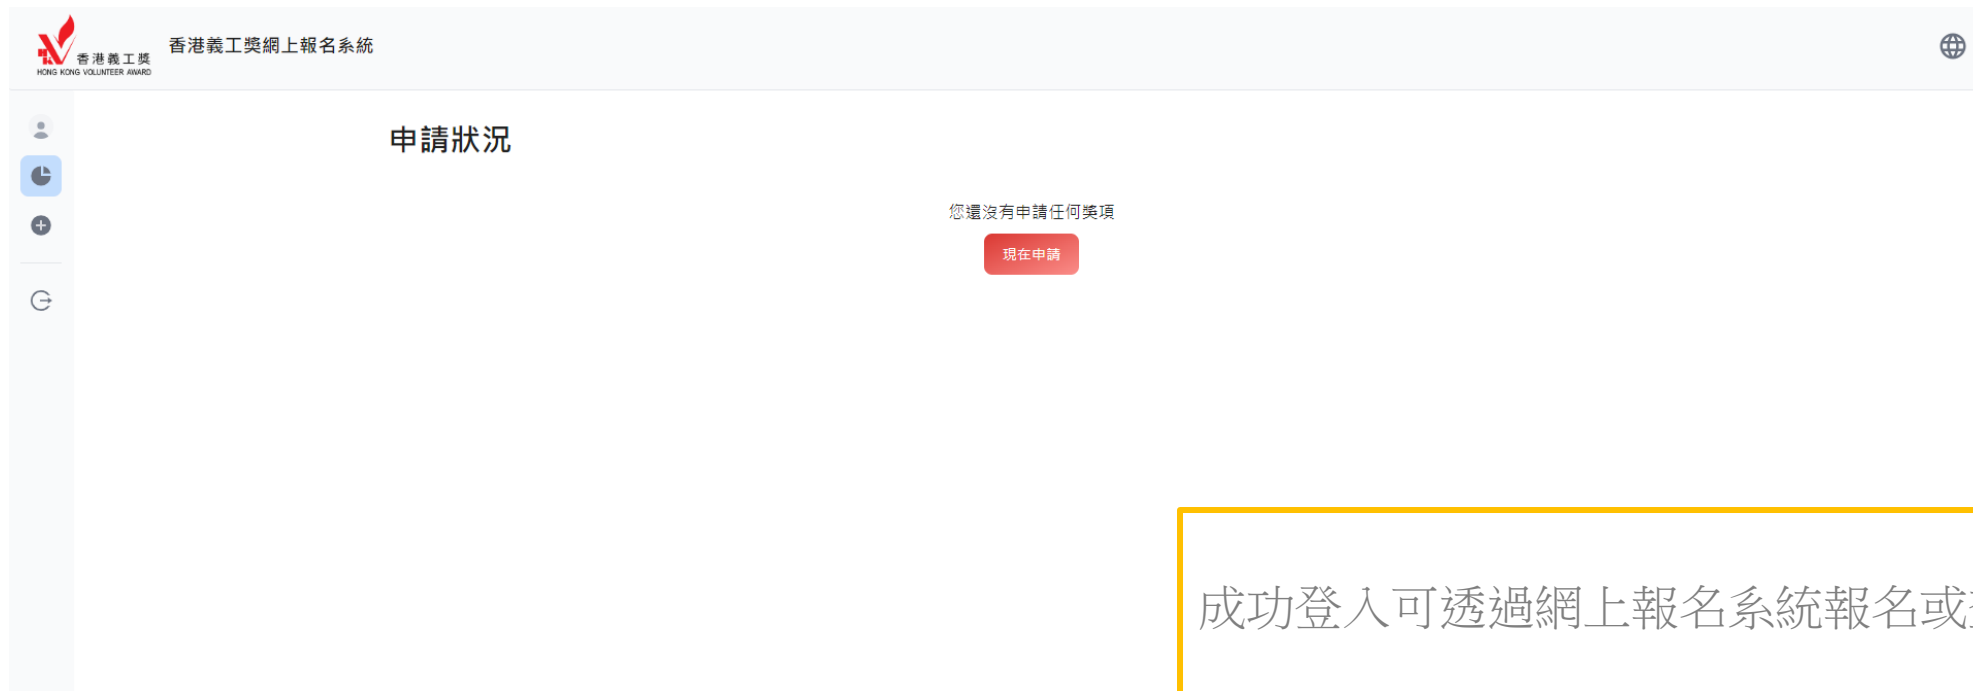 香港義工獎
HONG KONG VOLUNTEER AWARD
香港義工獎網上報名系統
申請狀況
您還沒有申請任何獎項
現在申請
成功登入可透過網上報名系統報名或